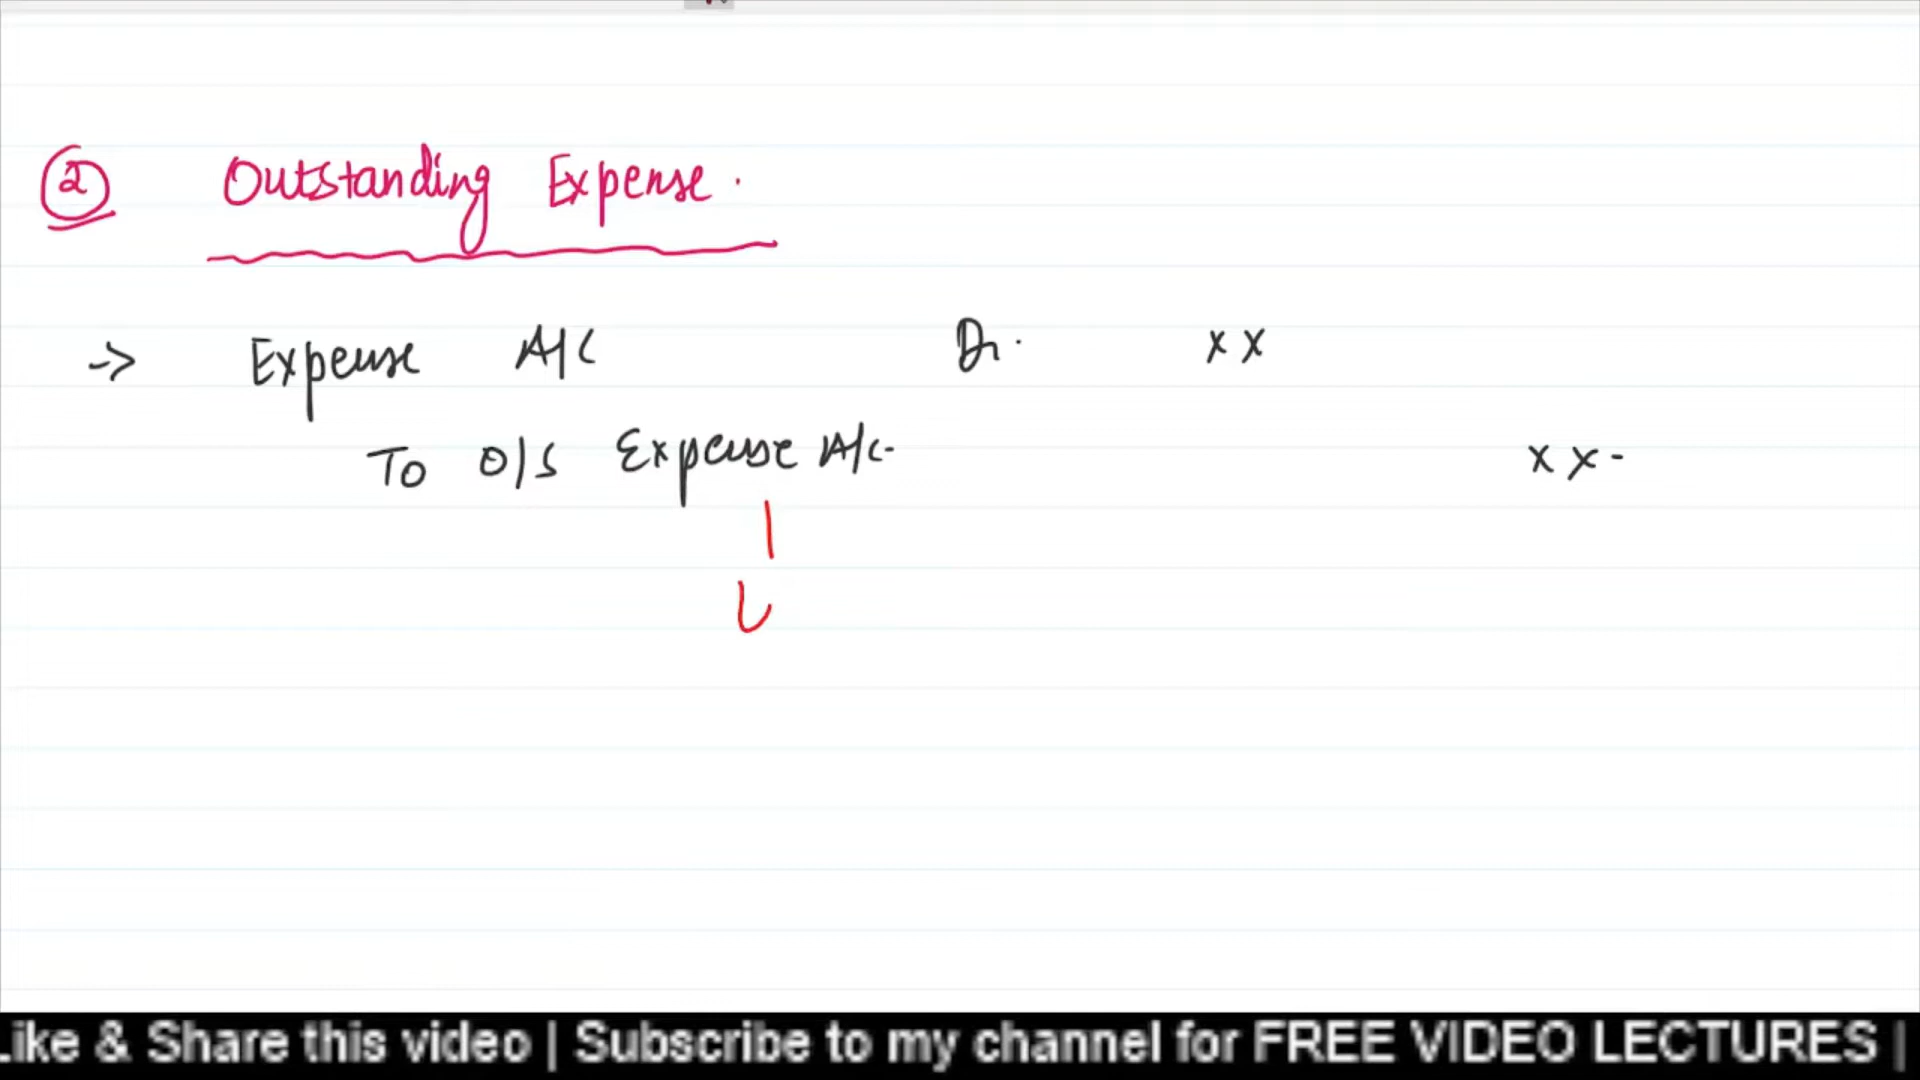 2 Outstanding Expense.
-> Expense A/C Dr. xx
To O/S Expense A/c- xx-
L
Like & Share this video | Subscribe to my channel for FREE VIDEO LECTURES |